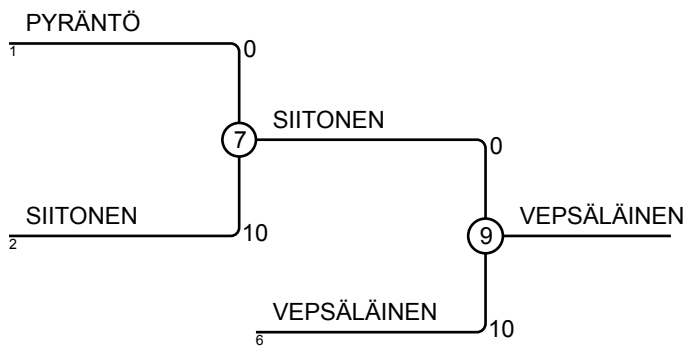 PYRÄNTÖ
1
0
7
SIITONEN
0
SIITONEN
2
10
9
VEPSÄLÄINEN
VEPSÄLÄINEN
6
10